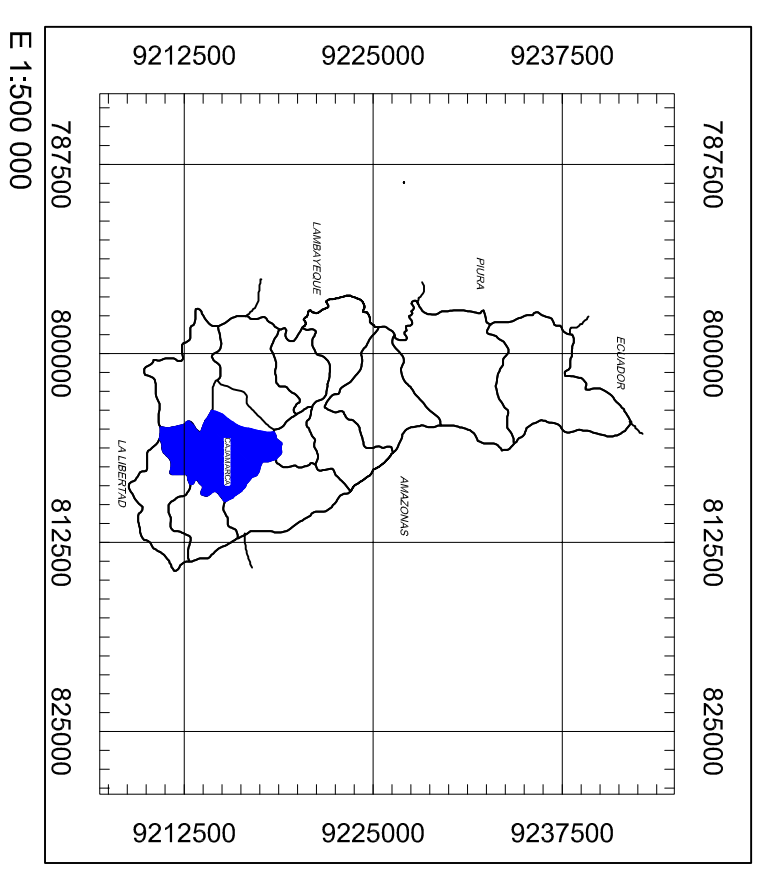 9212500
9225000
9237500
E 1:500 000
787500
787500
LAMBAYEQUE
PIURA
800000
ECUADOR
800000
LA LIBERTAD
CAJAMARCA
AMAZONAS
812500
812500
825000
825000
9212500
9225000
9237500